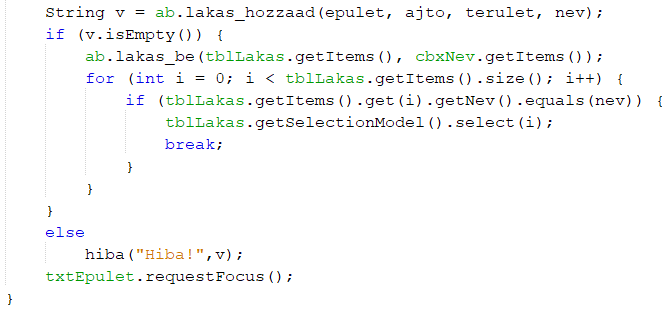 String v = ab.lakas_hozzaad(epulet, ajto, terulet, nev);
if (v.isEmpty()) {
ab.lakas_be(tblLakas.getItems(), cbxNev.getItems());
for (int i = 0; i < tblLakas.getItems().size(); i++) {
if (tblLakas.getItems().get(i).getNev().equals(nev)) {
tblLakas.getSelectionModel().select(i);
break;
}
}
}
else
hiba("Hiba!",v);
txtEpulet.requestFocus();
}